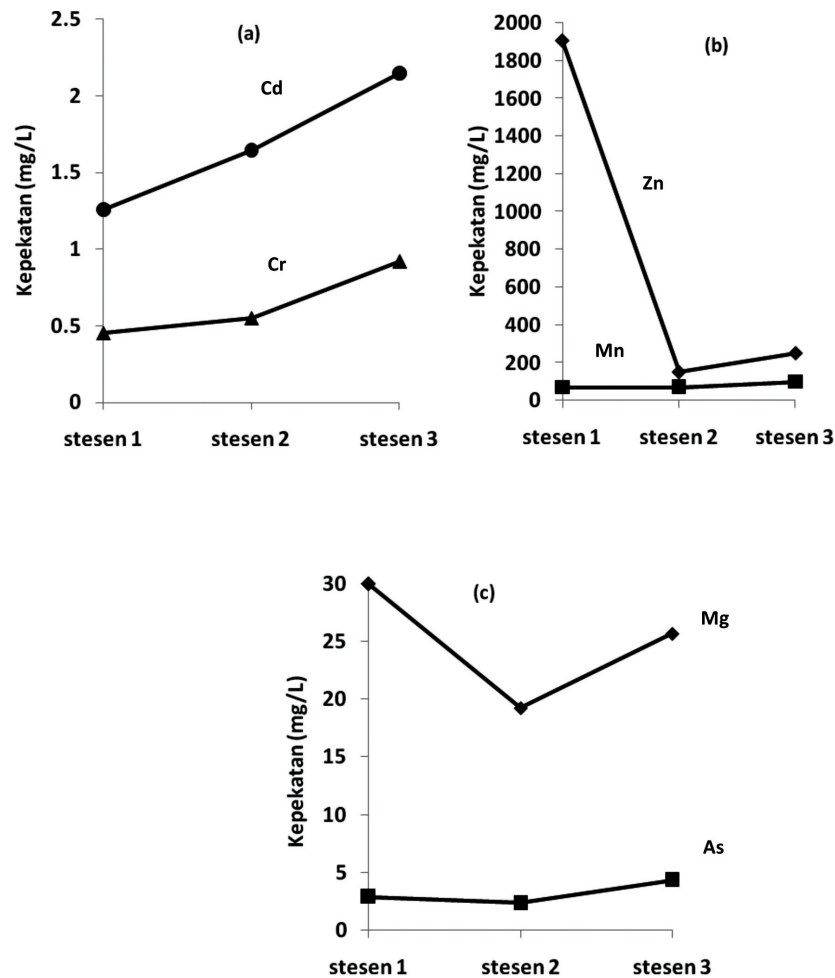 (a)
Kepekatan (mg/L)
2.5
2
1.5
1
0.5
0
Cd
Cr
stesen 1 stesen 2 stesen 3
(b)
Kepekatan (mg/L)
2000
1800
1600
1400
1200
1000
800
600
400
200
0
Zn
Mn
stesen 1 stesen 2 stesen 3
(c)
Kepekatan (mg/L)
30
25
20
15
10
5
0
Mg
As
stesen 1 stesen 2 stesen 3